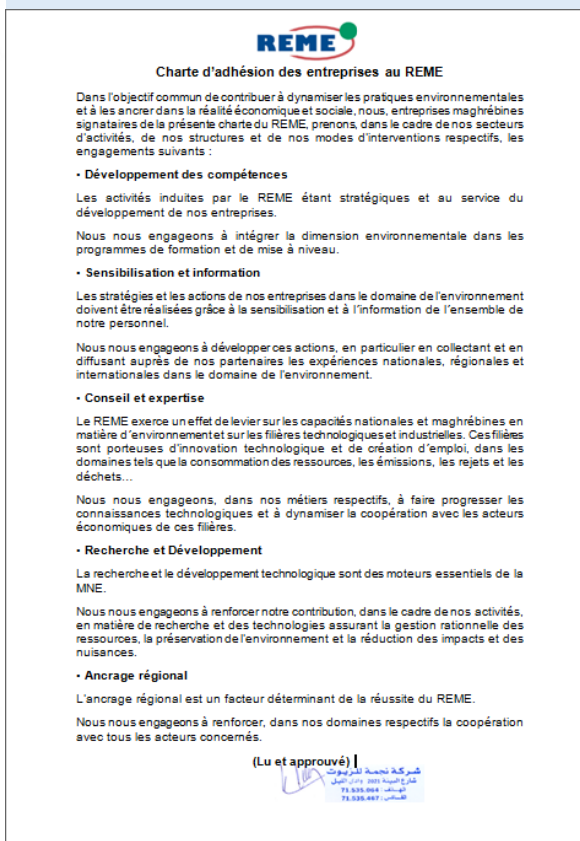 REME
Charte d'adhésion des entreprises au REME
Dans l'objectif commun de contribuer à dynamiser les pratiques environnementales
et à les ancrer dans la réalité économique et sociale, nous, entreprises maghrébines
signataires de la présente charte du REME, prenons, dans le cadre de nos secteurs
d'activités, de nos structures et de nos modes d'interventions respectifs, les
engagements suivants :
• Développement des compétences
Les activités induites par le REME étant stratégiques et au service du
développement de nos entreprises.
Nous nous engageons à intégrer la dimension environnementale dans les
programmes de formation et de mise à niveau.
• Sensibilisation et information
Les stratégies et les actions de nos entreprises dans le domaine de l'environnement
doivent être réalisées grâce à la sensibilisation et à l'information de l'ensemble de
notre personnel.
Nous nous engageons à développer ces actions, en particulier en collectant et en
diffusant auprès de nos partenaires les expériences nationales, régionales et
internationales dans le domaine de l'environnement.
• Conseil et expertise
Le REME exerce un effet de levier sur les capacités nationales et maghrébines en
matière d'environnement et sur les filières technologiques et industrielles. Ces filières
sont porteuses d'innovation technologique et de création d'emploi, dans les
domaines tels que la consommation des ressources, les émissions, les rejets et les
déchets…
Nous nous engageons, dans nos métiers respectifs, à faire progresser les
connaissances technologiques et à dynamiser la coopération avec les acteurs
économiques de ces filières.
• Recherche et Développement
La recherche et le développement technologique sont des moteurs essentiels de la
MNE.
Nous nous engageons à renforcer notre contribution, dans le cadre de nos activités,
en matière de recherche et des technologies assurant la gestion rationnelle des
ressources, la préservation de l'environnement et la réduction des impacts et des
nuisances.
• Ancrage régional
L'ancrage régional est un facteur déterminant de la réussite du REME.
Nous nous engageons à renforcer, dans nos domaines respectifs la coopération
avec tous les acteurs concernés.
(Lu et approuvé)
شركة نجمة للزيوت
شارع البيئة 2021 وادي الليل
الهاتف : 71.535.064
الفاكس : 71.535.467